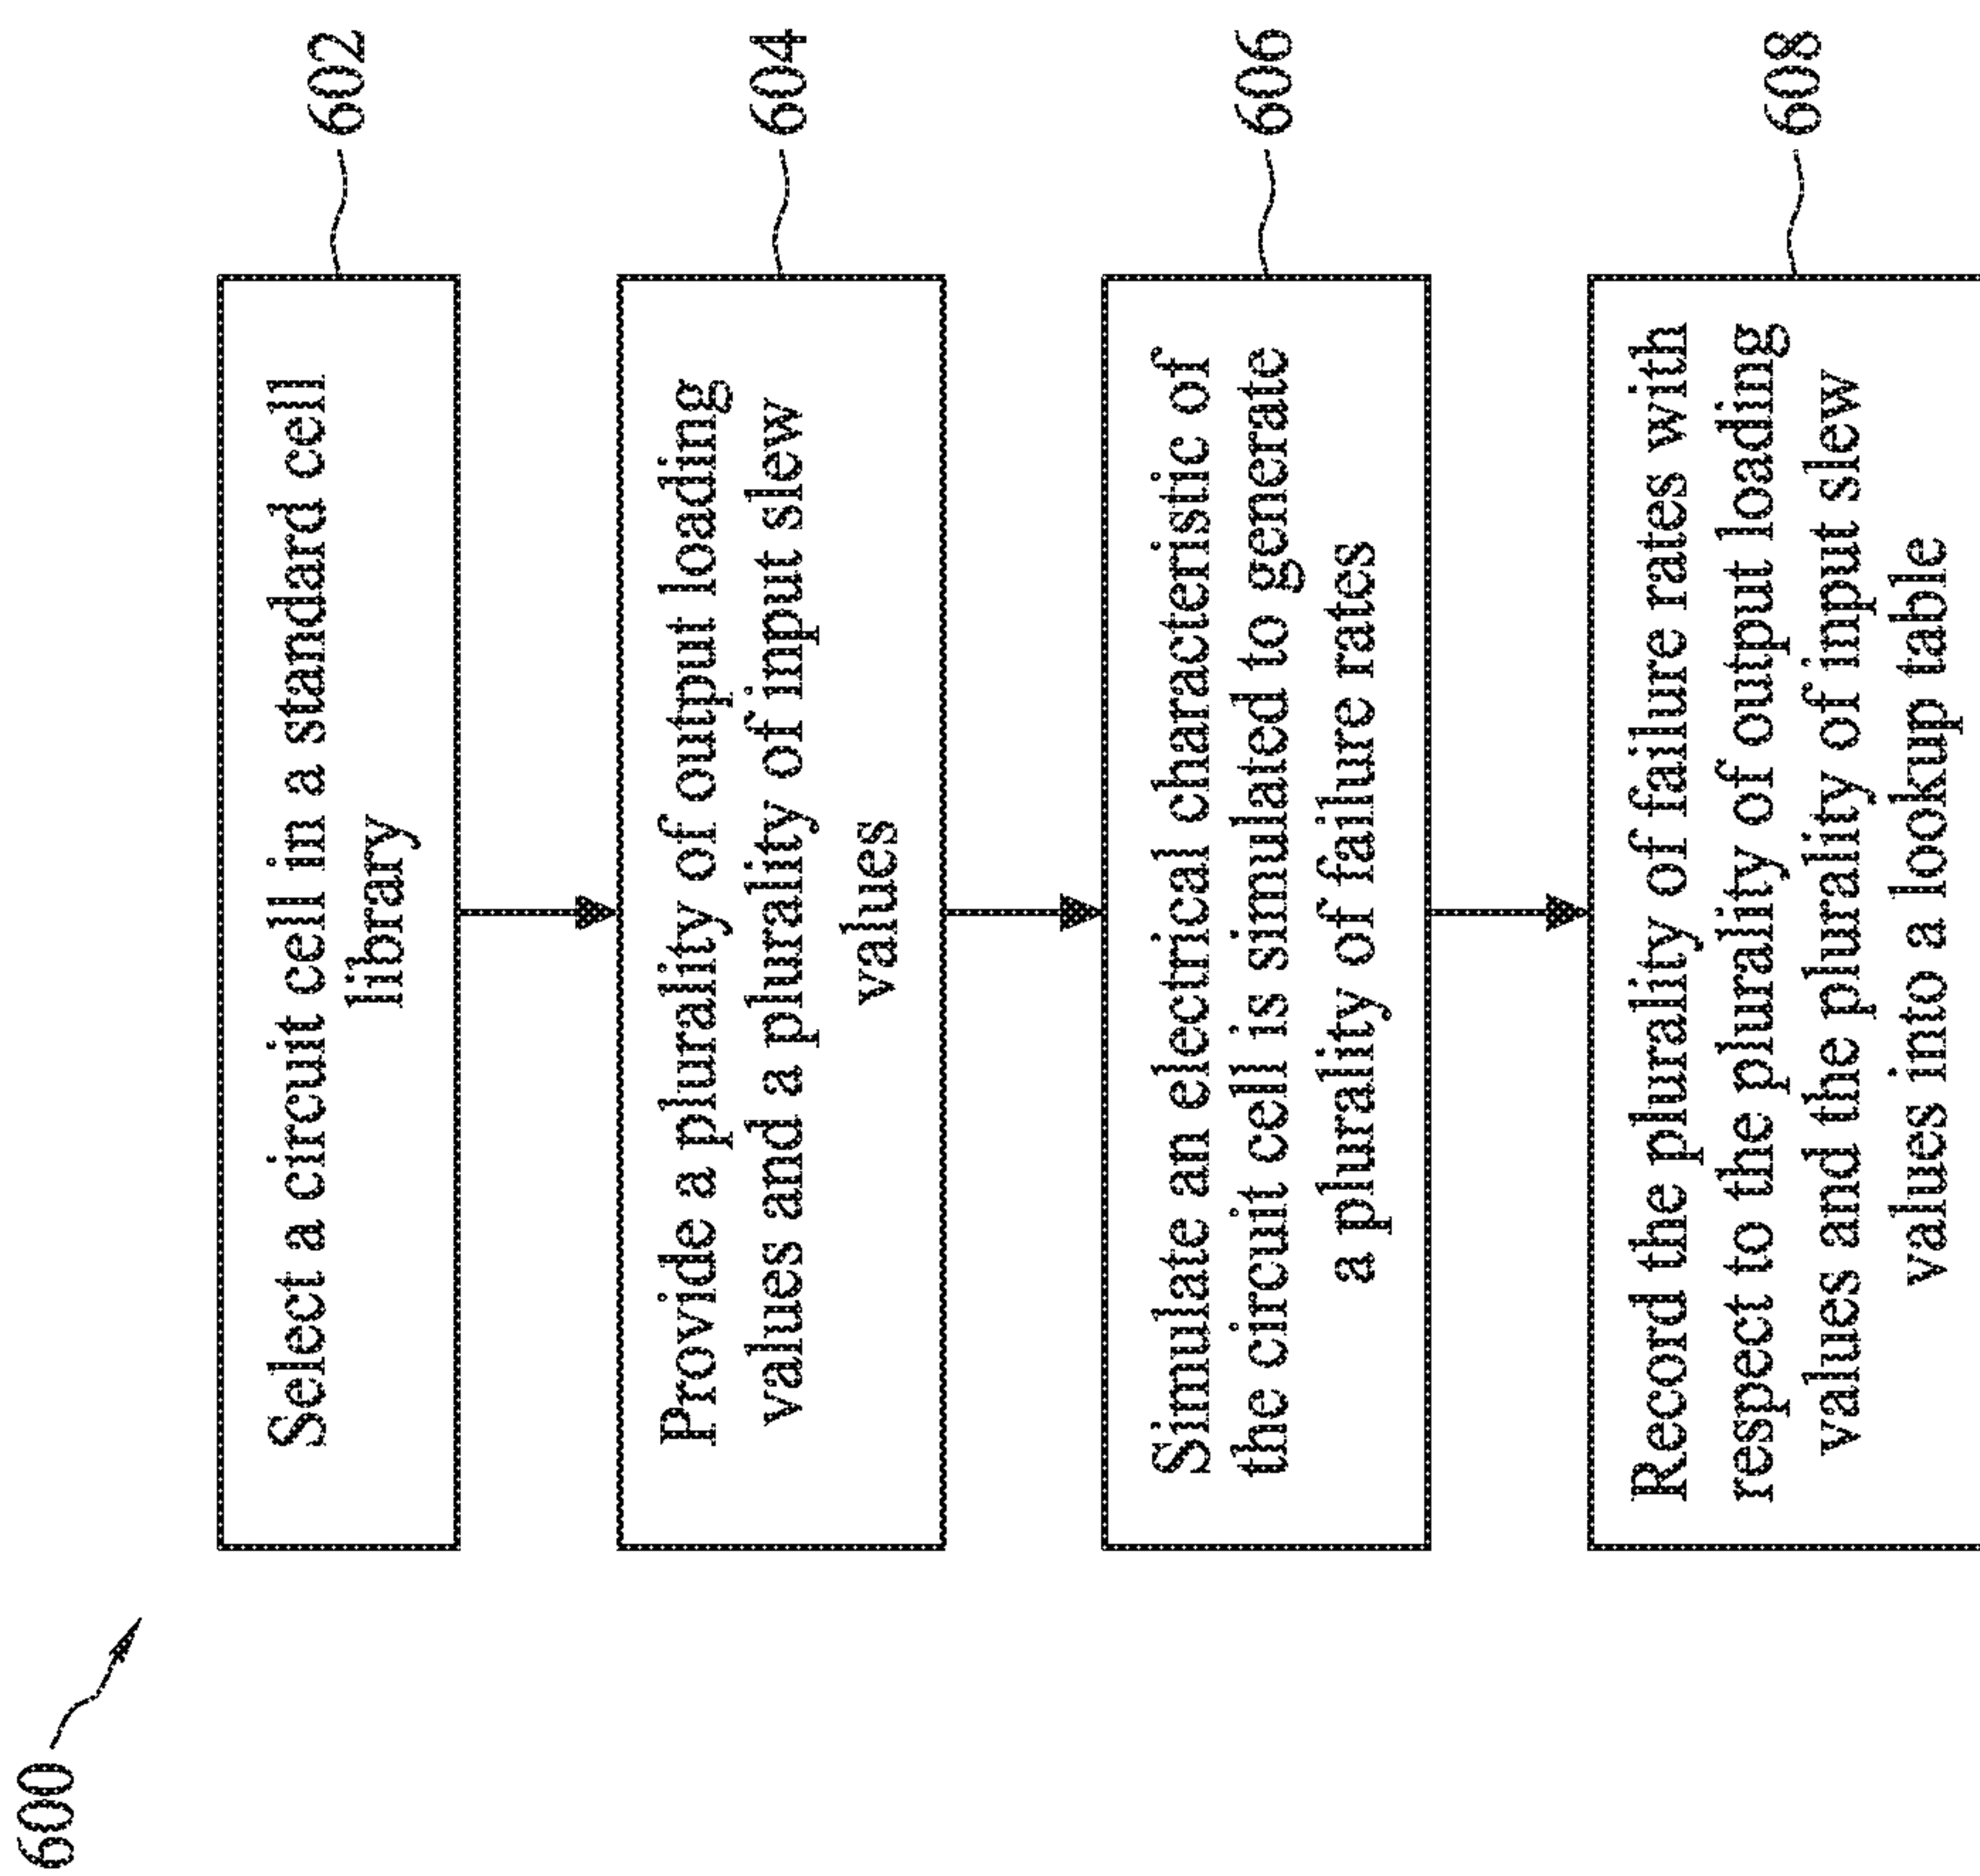 600
Select a circuit cell in a standard cell
library
602
Provide a plurality of output loading
values and a plurality of input slew
values
604
Simulate an electrical characteristic of
the circuit cell is simulated to generate
a plurality of failure rates
606
Record the plurality of failure rates with
respect to the plurality of output loading
values and the plurality of input slew
values into a lookup table
608